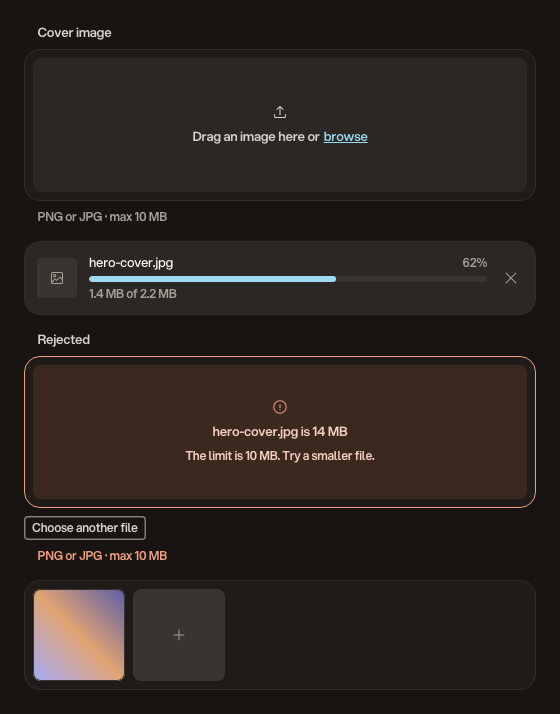 Cover image
Drag an image here or browse
PNG or JPG · max 10 MB
hero-cover.jpg
62%
1.4 MB of 2.2 MB
Rejected
hero-cover.jpg is 14 MB
The limit is 10 MB. Try a smaller file.
Choose another file
PNG or JPG · max 10 MB